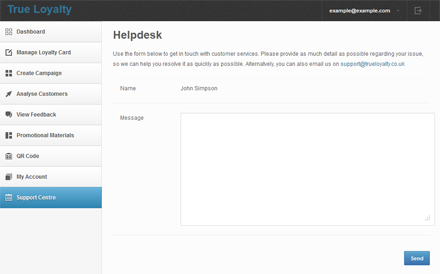 True Loyalty
example@example.com
Dashboard
Manage Loyalty Card
Create Campaign
Analyse Customers
View Feedback
Promotional Materials
QR Code
My Account
Support Centre
Helpdesk
Use the form below to get in touch with customer services. Please provide as much detail as possible regarding your issue,
so we can help you resolve it as quickly as possible. Alternatively, you can also email us on support@trueloyalty.co.uk.
Name John Simpson
Message
Send